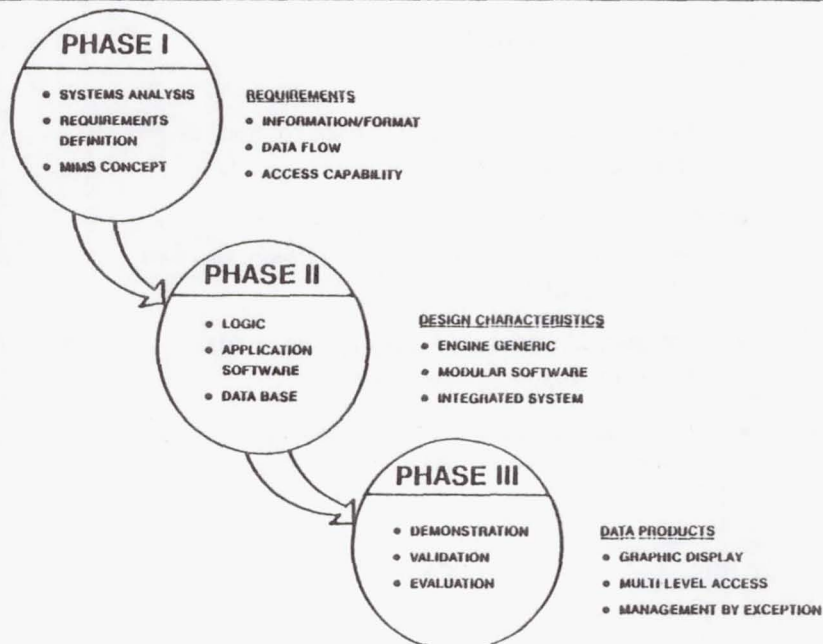 PHASE I
• SYSTEMS ANALYSIS
• REQUIREMENTS
DEFINITION
• MIMS CONCEPT
REQUIREMENTS
• INFORMATION/FORMAT
• DATA FLOW
• ACCESS CAPABILITY
PHASE II
• LOGIC
• APPLICATION
SOFTWARE
• DATA BASE
DESIGN CHARACTERISTICS
• ENGINE GENERIC
• MODULAR SOFTWARE
• INTEGRATED SYSTEM
PHASE III
• DEMONSTRATION
• VALIDATION
• EVALUATION
DATA PRODUCTS
• GRAPHIC DISPLAY
• MULTI LEVEL ACCESS
• MANAGEMENT BY EXCEPTION